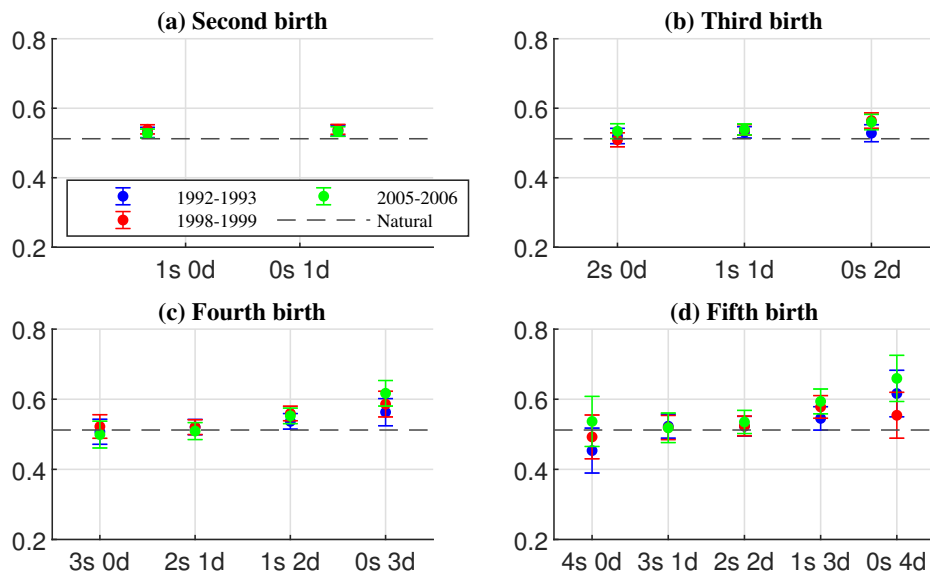 (a) Second birth
0.8
0.6
0.4
0.2
1s 0d 0s 1d
1992-1993
1998-1999
2005-2006
Natural
(b) Third birth
0.8
0.6
0.4
0.2
2s 0d 1s 1d 0s 2d
(c) Fourth birth
0.8
0.6
0.4
0.2
3s 0d 2s 1d 1s 2d 0s 3d
(d) Fifth birth
0.8
0.6
0.4
0.2
4s 0d 3s 1d 2s 2d 1s 3d 0s 4d